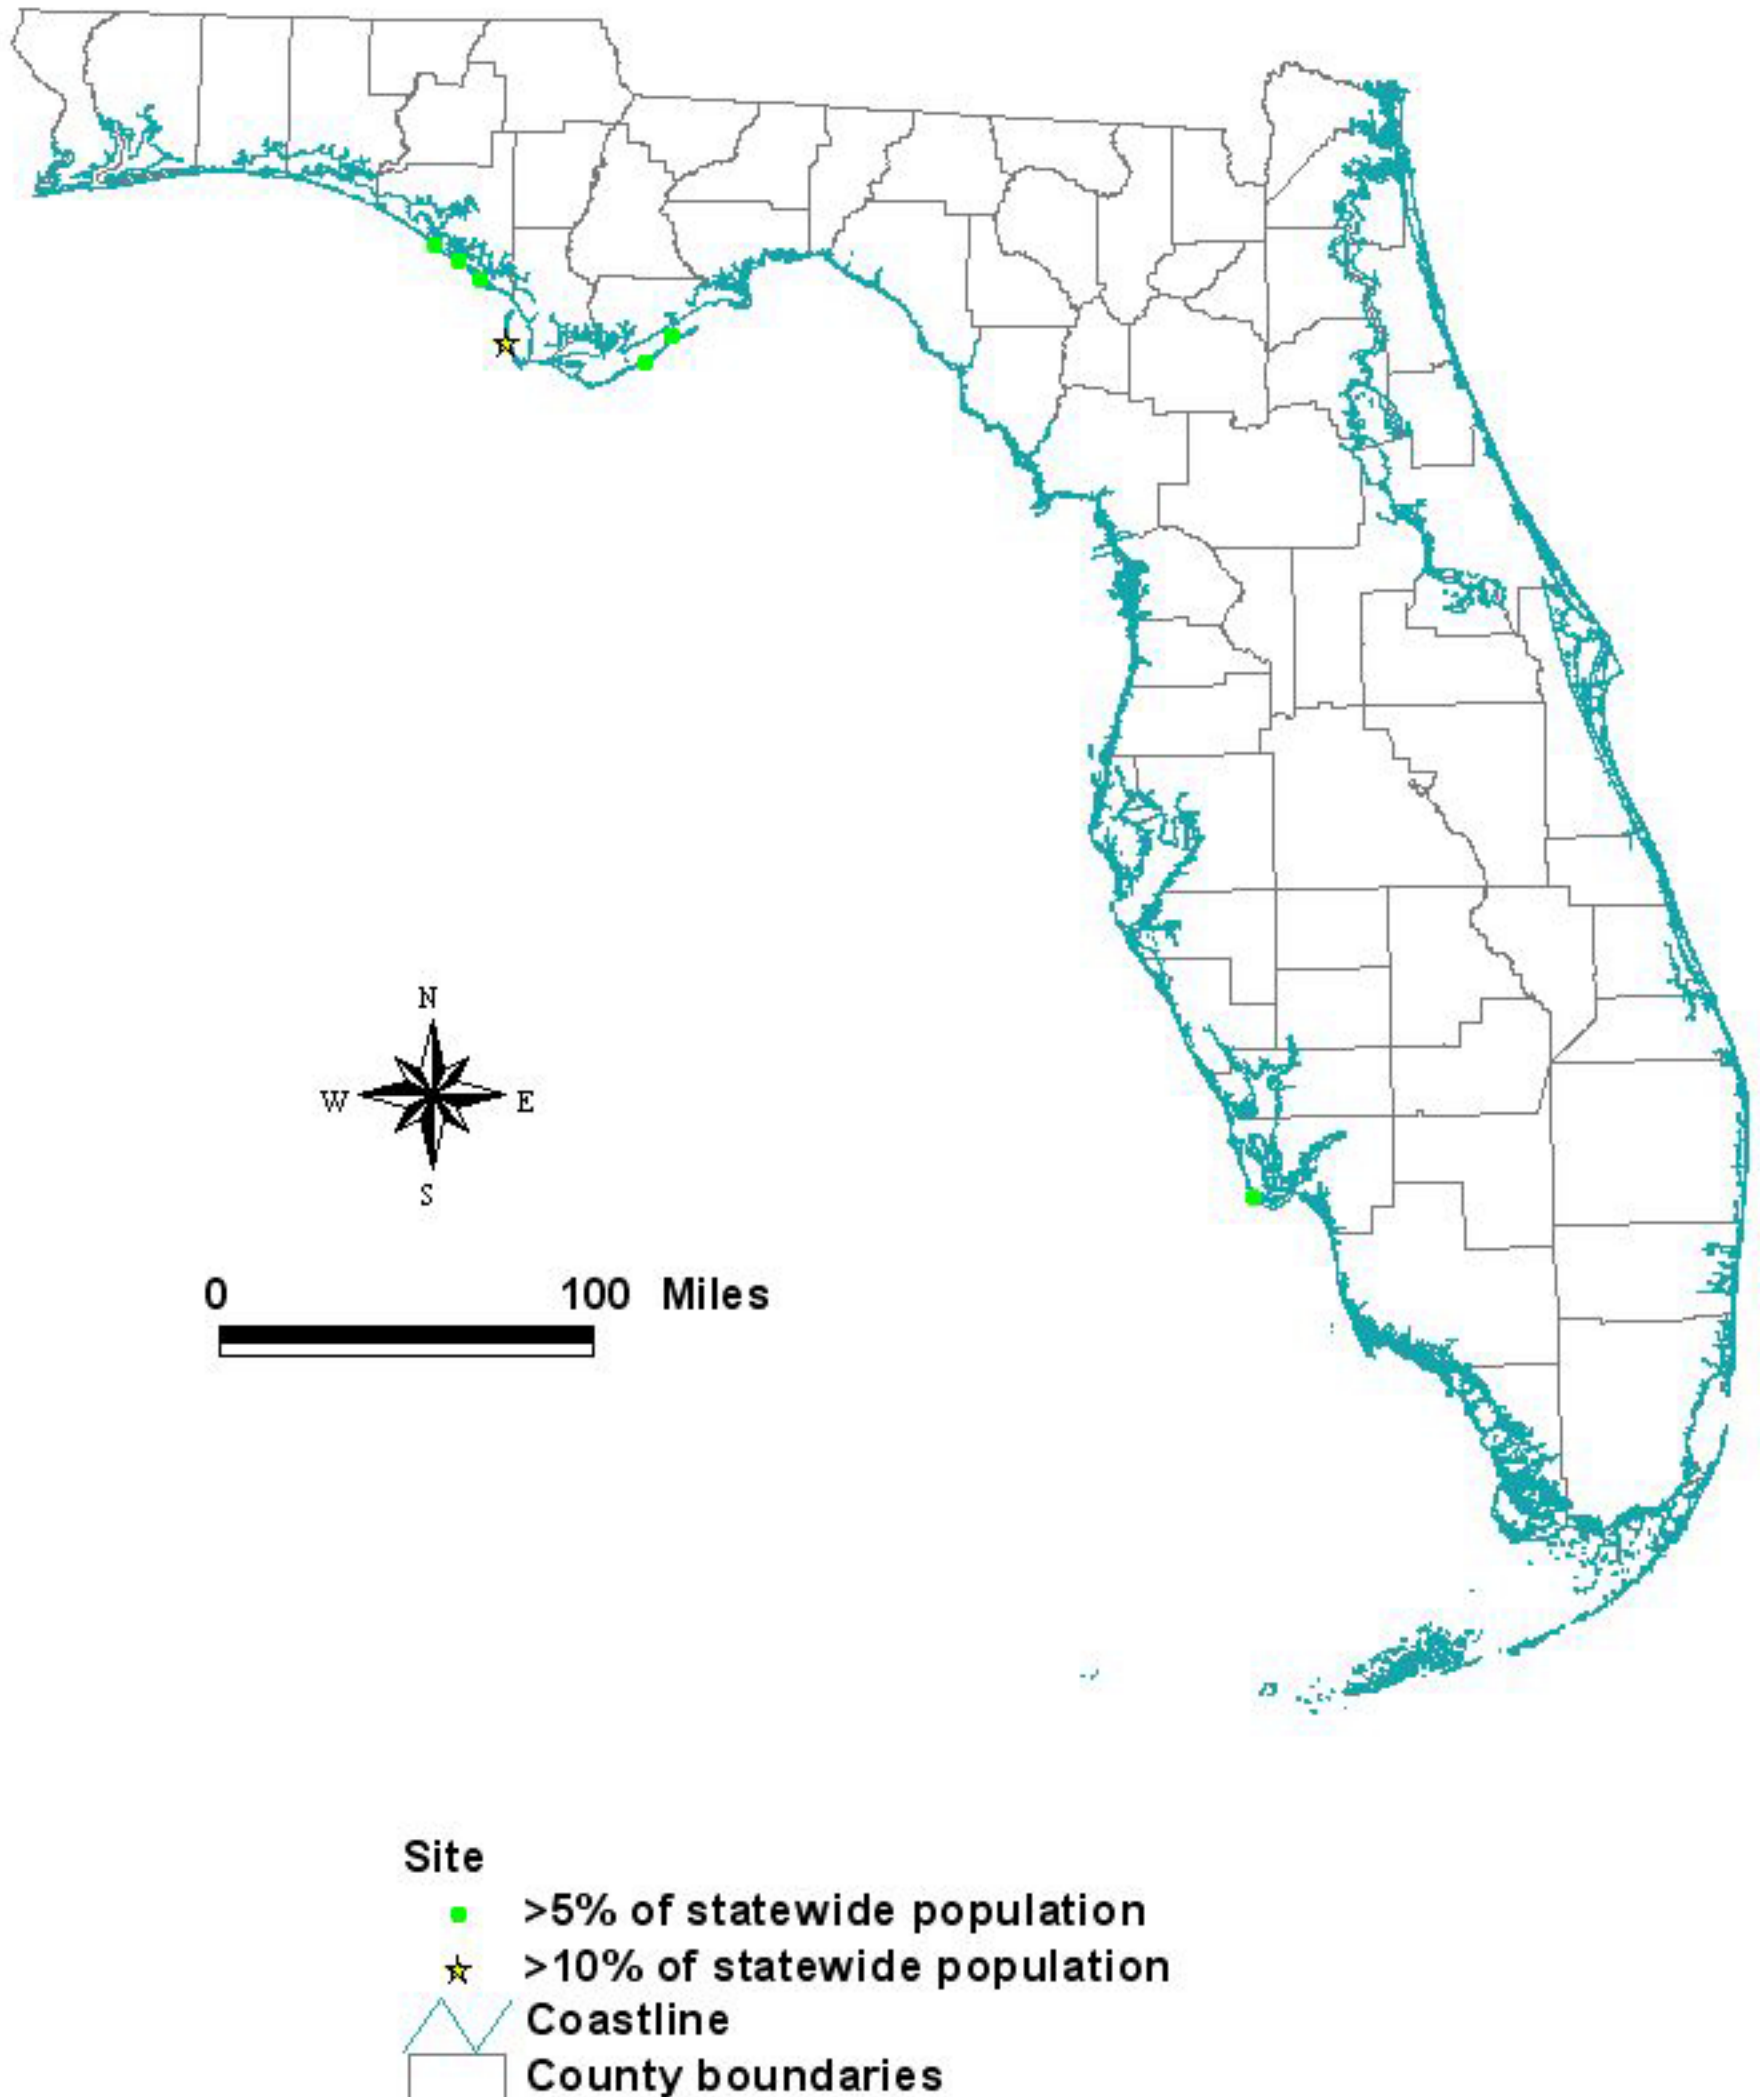 N
W E
S
0 100 Miles
Site
>5% of statewide population
>10% of statewide population
Coastline
County boundaries